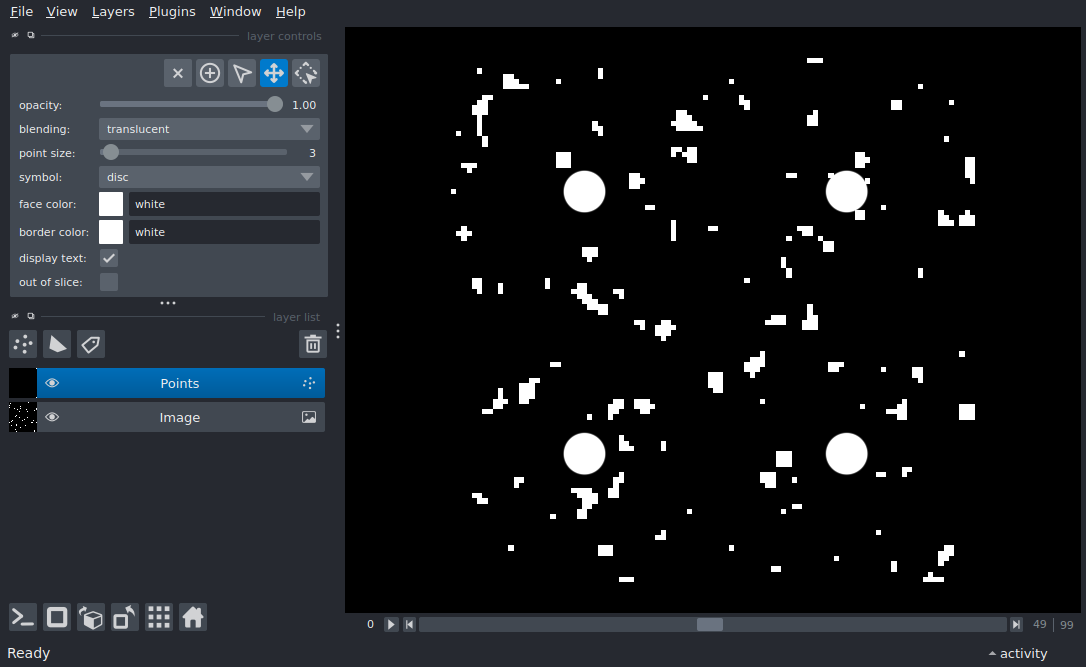 File View Layers Plugins Window Help
layer controls
opacity: 1.00
blending: translucent
point size: 3
symbol: disc
face color: white
border color: white
display text:
out of slice:
layer list
Points
Image
0 49 99
Ready activity